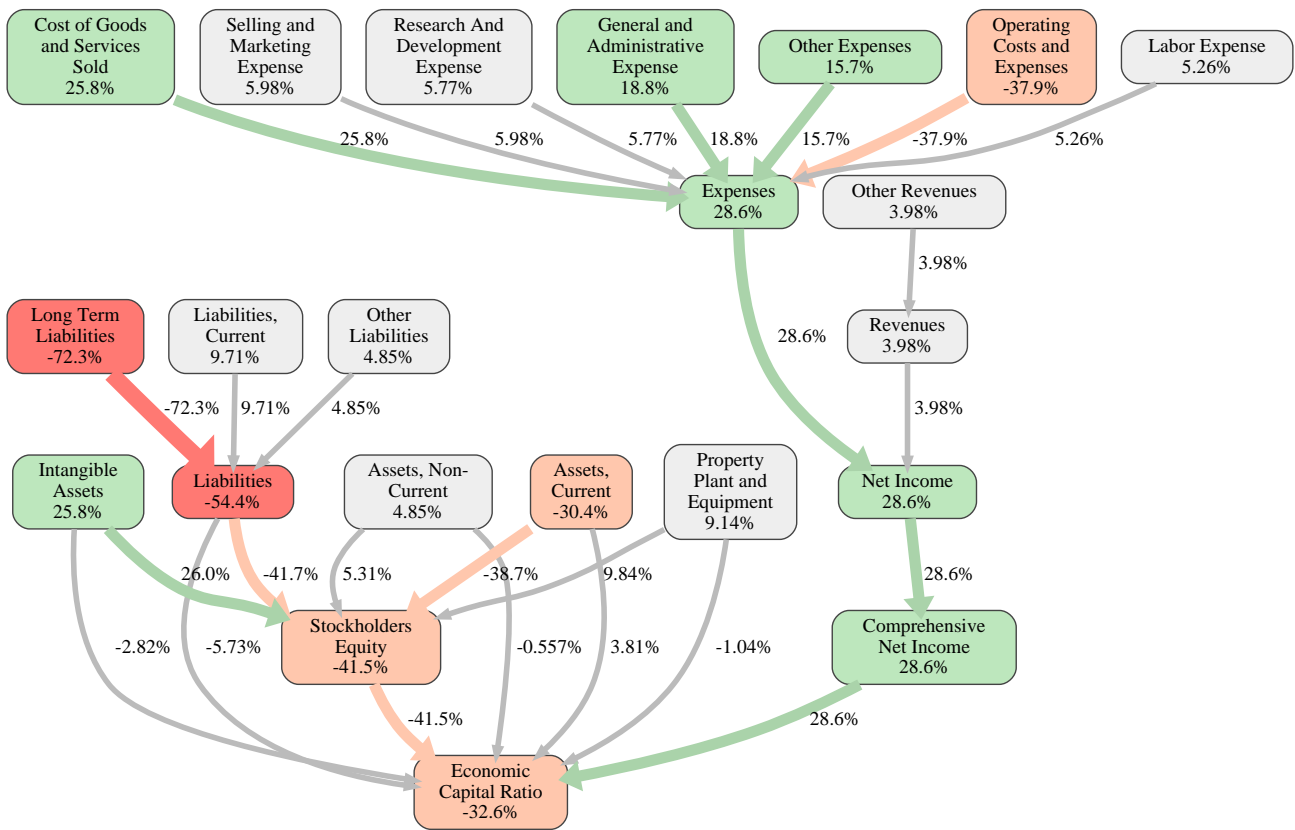 Cost of Goods
and Services
Sold
25.8%
Selling and
Marketing
Expense
5.98%
Research And
Development
Expense
5.77%
General and
Administrative
Expense
18.8%
Other Expenses
15.7%
Operating
Costs and
Expenses
-37.9%
Labor Expense
5.26%
25.8%
5.98%
5.77%
18.8%
15.7%
-37.9%
5.26%
Expenses
28.6%
Other Revenues
3.98%
3.98%
Long Term
Liabilities
-72.3%
Liabilities,
Current
9.71%
Other
Liabilities
4.85%
28.6%
Revenues
3.98%
-72.3%
9.71%
4.85%
3.98%
Intangible
Assets
25.8%
Liabilities
-54.4%
Assets, Non-
Current
4.85%
Assets,
Current
-30.4%
Property
Plant and
Equipment
9.14%
Net Income
28.6%
26.0%
-41.7%
5.31%
-38.7%
9.84%
28.6%
-2.82%
-5.73%
Stockholders
Equity
-41.5%
-0.557%
3.81%
-1.04%
Comprehensive
Net Income
28.6%
-41.5%
28.6%
Economic
Capital Ratio
-32.6%